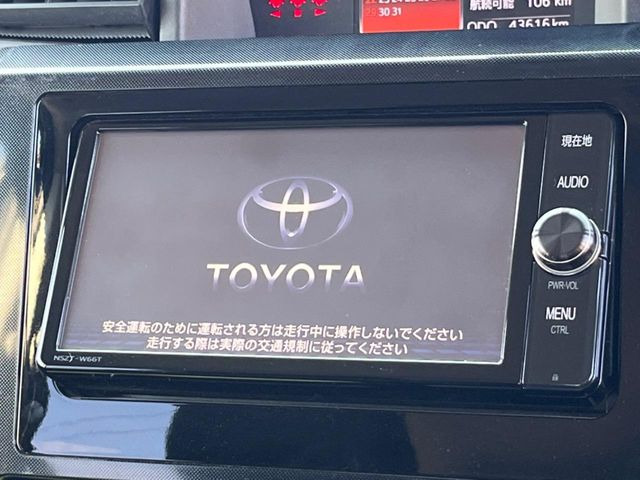 航続可能 106 km
30 31
ODO 43616 km
現在地
AUDIO
TOYOTA
PWR-VOL
安全運転のために運転される方は走行中に操作しないでください
走行する際は実際の交通規制に従ってください
MENU
CTRL
NSZT-W66T